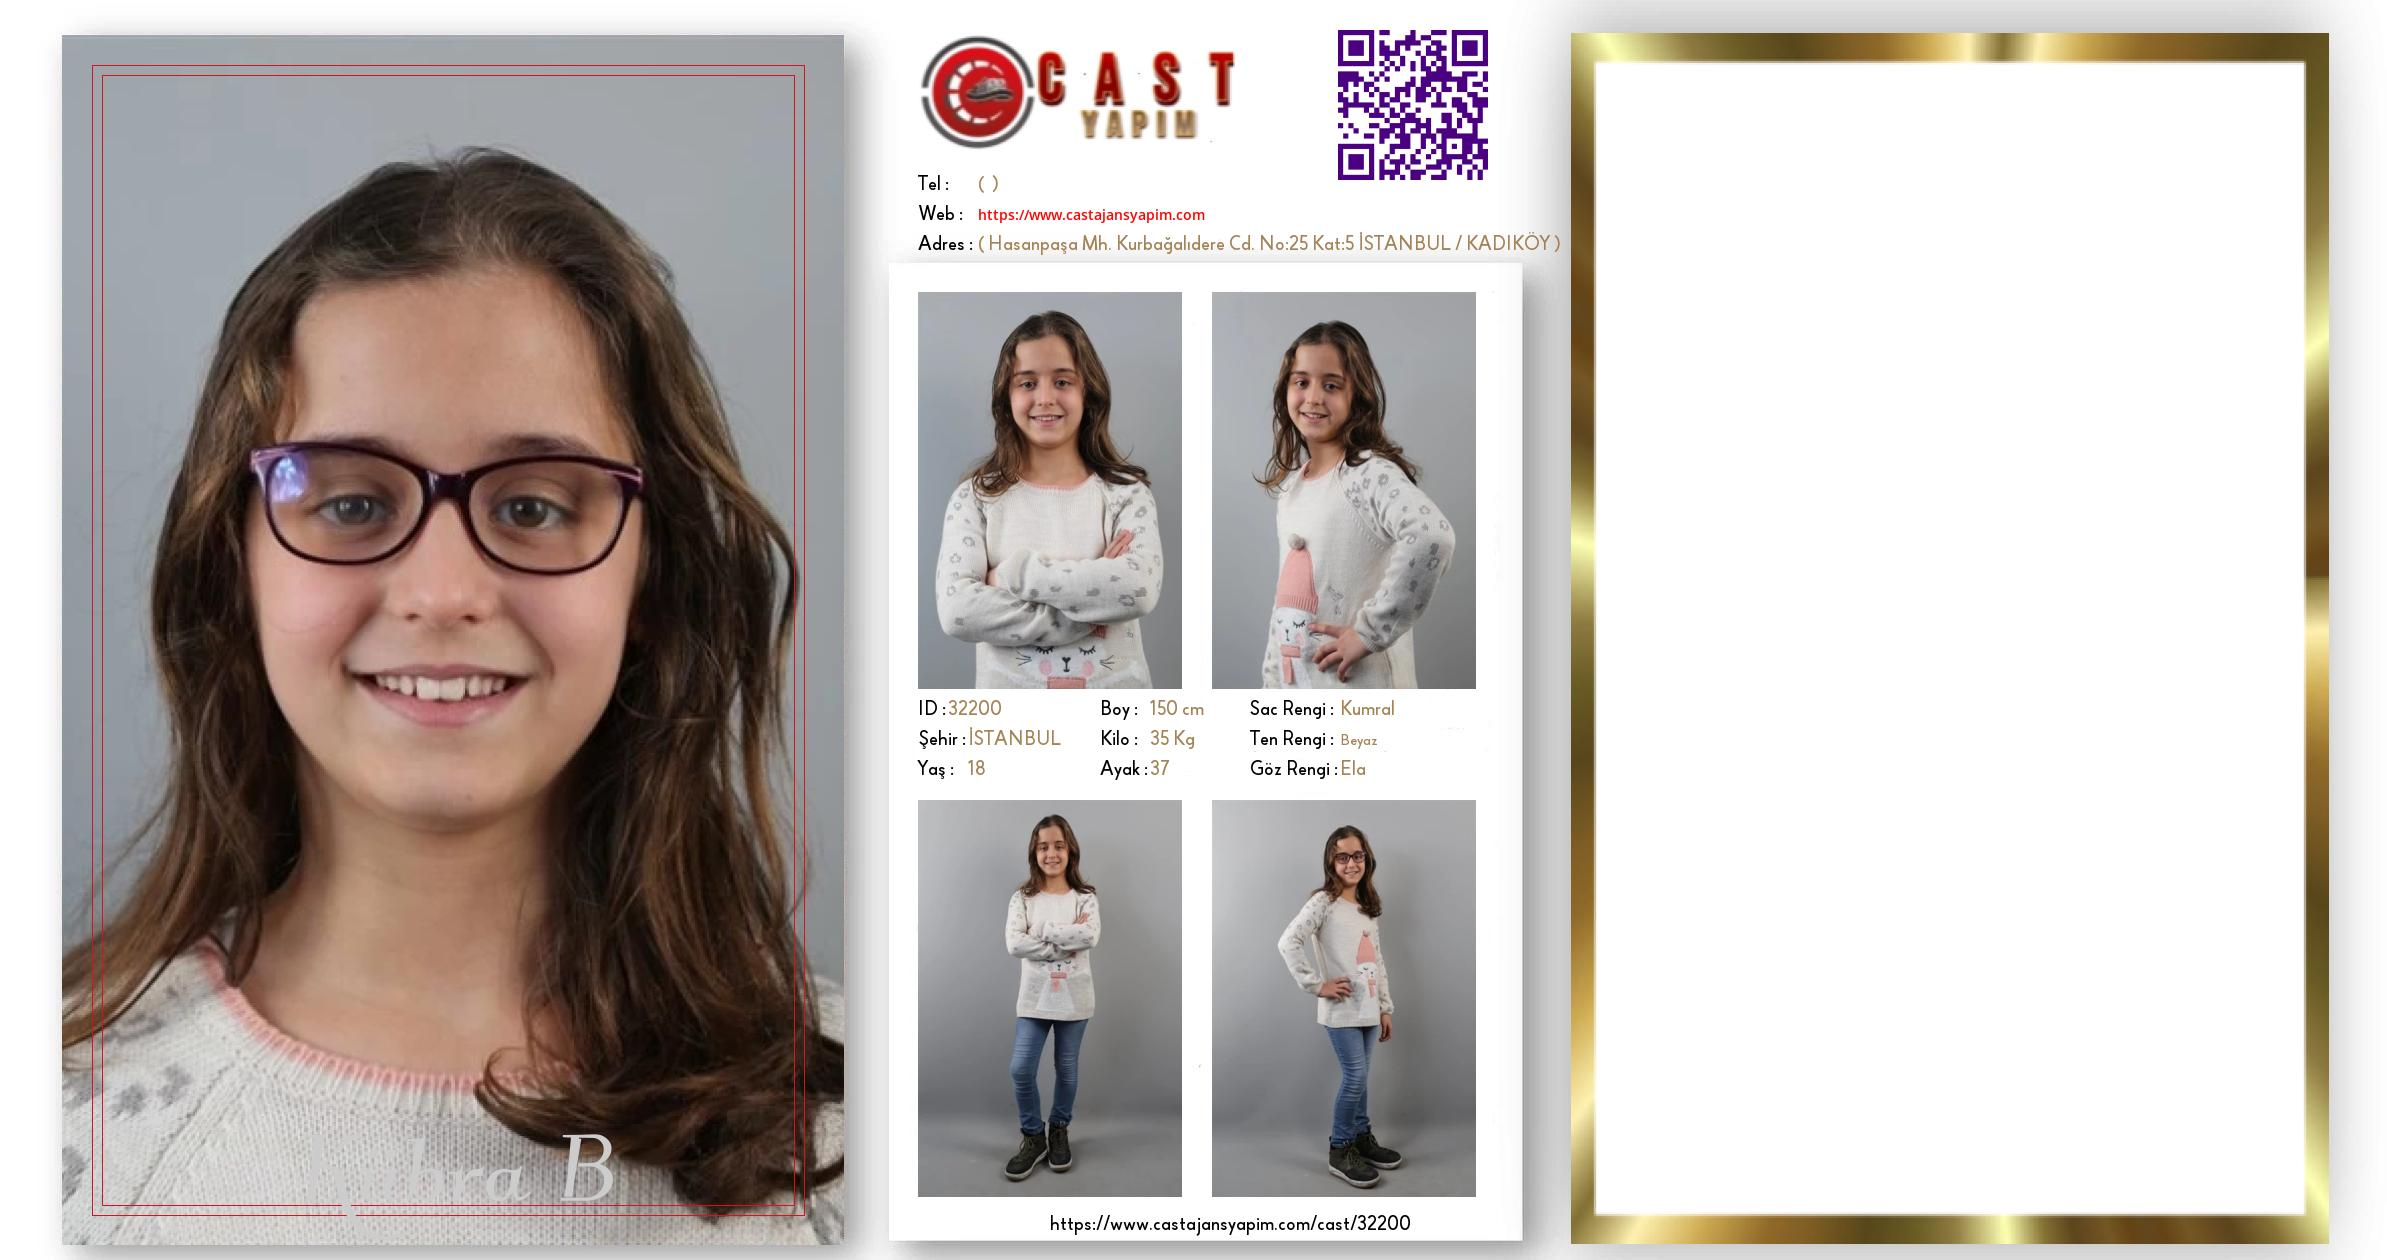 CAST
YAPIM
Tel : ( )
Web : https://www.castajansyapim.com
Adres : ( Hasanpaşa Mh. Kurbağalıdere Cd. No:25 Kat:5 İSTANBUL / KADIKÖY )
ID : 32200 Boy : 150 cm Sac Rengi : Kumral
Şehir : İSTANBUL Kilo : 35 Kg Ten Rengi : Beyaz
Yaş : 18 Ayak : 37 Göz Rengi : Ela
https://www.castajansyapim.com/cast/32200
B